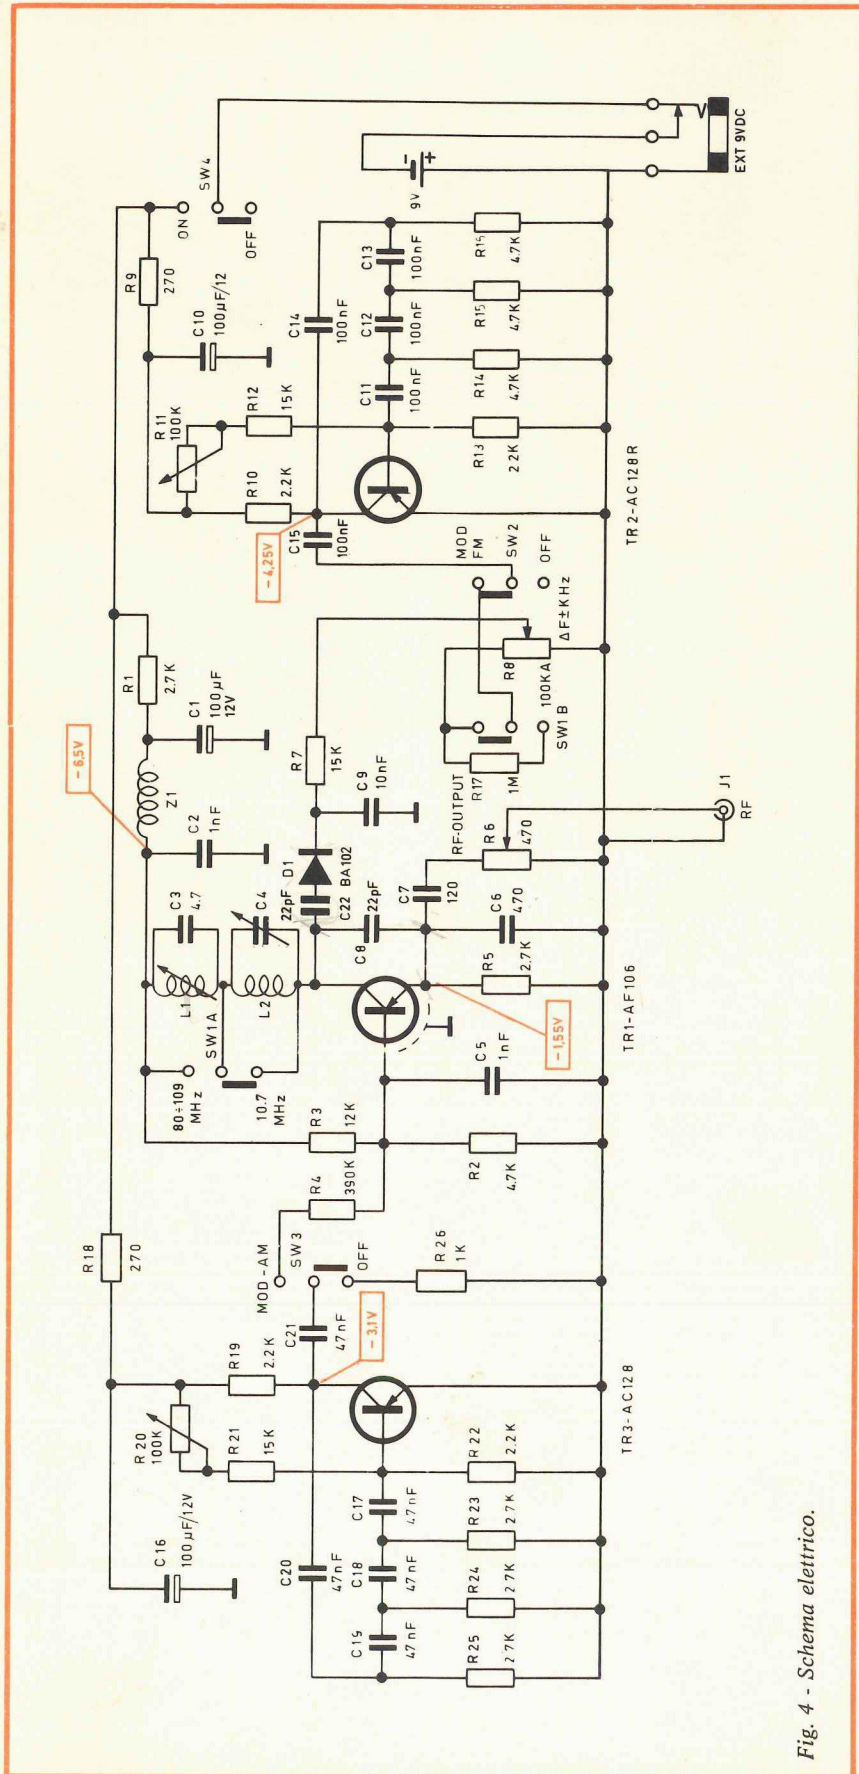 C16
100µF/12V
R 20
100K
R 21
15K
R19
2.2K
C20
47nF
C19
47nF
C18
47nF
C17
47nF
R25
2.7K
R24
2.7K
R23
2.7K
R22
2.2K
TR3-AC128
- 3,1V
C21
47nF
MOD-AM
SW3
OFF
R26
1K
R18
270
R4
390K
R3
12K
R2
4.7K
C5
1nF
80÷109
MHz
SW1A
10.7
MHz
L1
L2
C3
4.7
C4
C2
1nF
Z1
- 6,5V
R1
2.7K
C1
100µF
12V
22pF
C22
D1
BA102
C8
22pF
C9
10nF
R7
15K
C7
120
R5
2.7K
C6
470
-1,55V
TR1-AF106
RF-OUTPUT
R6
470
J1
RF
R17
1M
SW1B
R8
100KA
ΔF±KHz
MOD
FM
SW2
OFF
- 4,25V
C15
100nF
R10
2.2K
R11
100K
R12
15K
C10
100µF/12
R9
270
SW4
ON
OFF
C14
100nF
C11
100nF
C12
100nF
C13
100nF
R13
2.2K
R14
4.7K
R15
4.7K
R15
4.7K
TR2-AC128R
9V
-
+
EXT 9VDC
Fig. 4 - Schema elettrico.